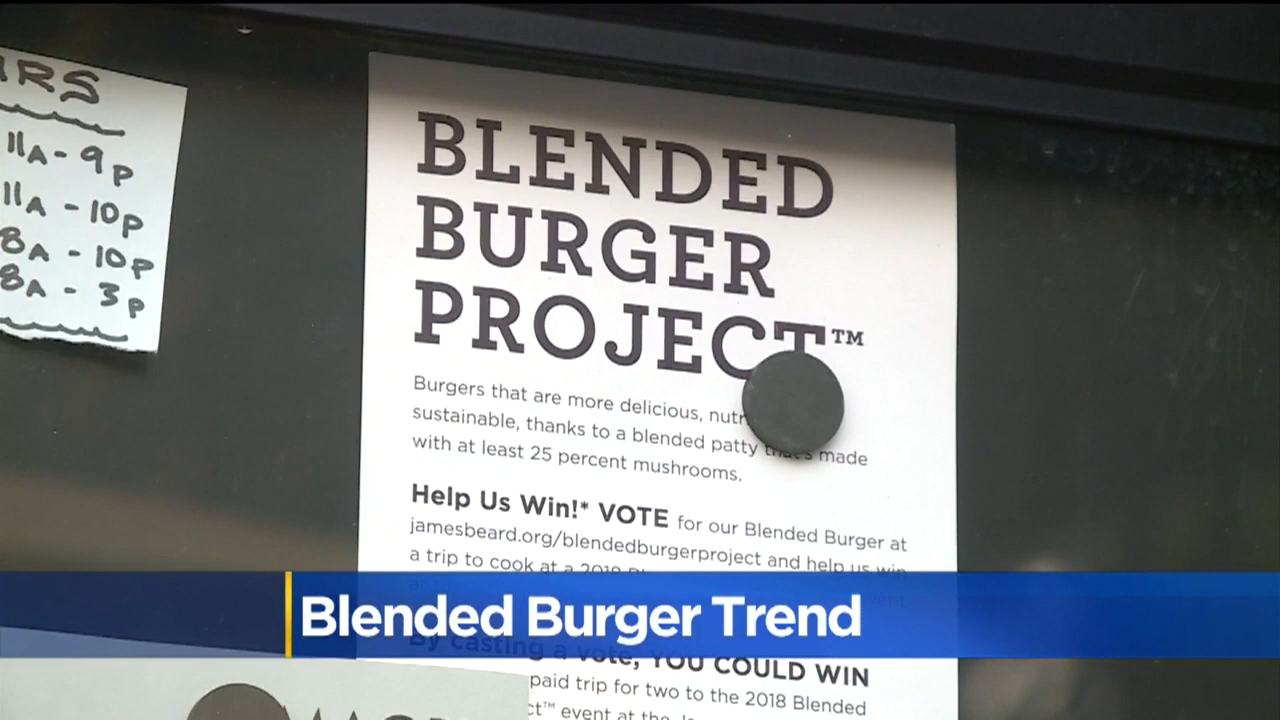 11A - 9P
11A - 10P
8A - 10P
8A - 3P
BLENDED
BURGER
PROJECT™
Burgers that are more delicious,
sustainable, thanks to a blended patty that's made
with at least 25 percent mushrooms.
Help Us Win!* VOTE for our Blended Burger at
jamesbeard.org/blendedburgerproject and help us win
a trip to cook at a 2018
Blended Burger Trend
By casting a vote, YOU COULD WIN
paid trip for two to the 2018 Blended
event at the